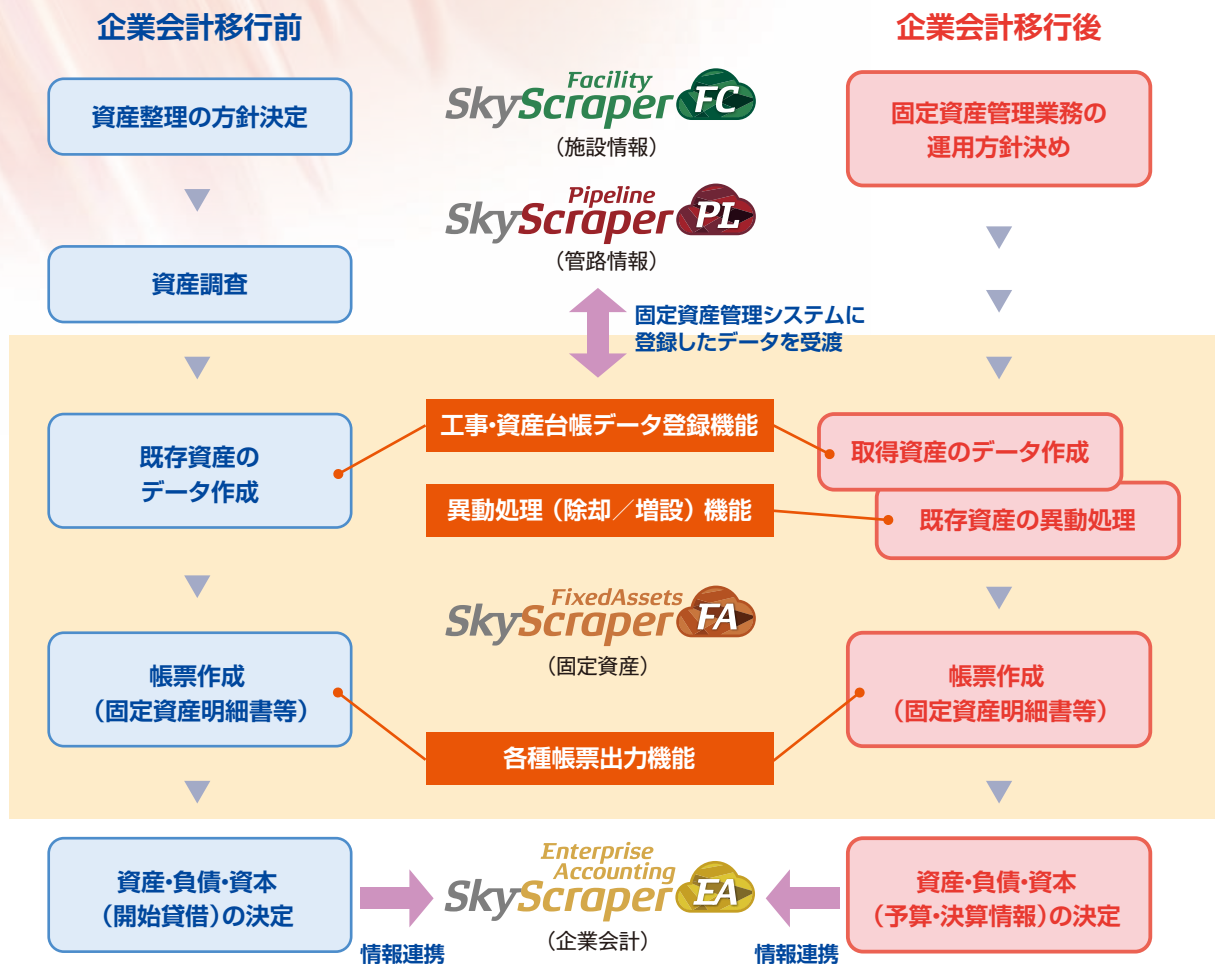 企業会計移行前
資産整理の方針決定
資産調査
既存資産の
データ作成
帳票作成
（固定資産明細書等）
資産・負債・資本
（開始貸借）の決定
情報連携
Facility
SkyScraper FC
（施設情報）
Pipeline
SkyScraper PL
（管路情報）
固定資産管理システムに
登録したデータを受渡
工事・資産台帳データ登録機能
異動処理（除却／増設）機能
FixedAssets
SkyScraper FA
（固定資産）
各種帳票出力機能
Enterprise
Accounting
SkyScraper EA
（企業会計）
企業会計移行後
固定資産管理業務の
運用方針決め
取得資産のデータ作成
既存資産の異動処理
帳票作成
（固定資産明細書等）
資産・負債・資本
（予算・決算情報）の決定
情報連携